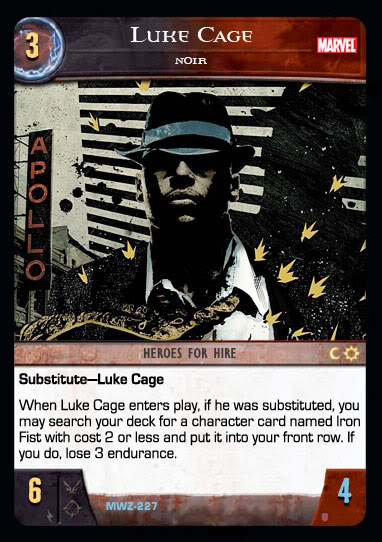 3
LUKE CAGE
NOIR
MARVEL
APOLLO
HEROES FOR HIRE
Substitute—Luke Cage
When Luke Cage enters play, if he was substituted, you
may search your deck for a character card named Iron
Fist with cost 2 or less and put it into your front row. If
you do, lose 3 endurance.
6
MWZ-227
4